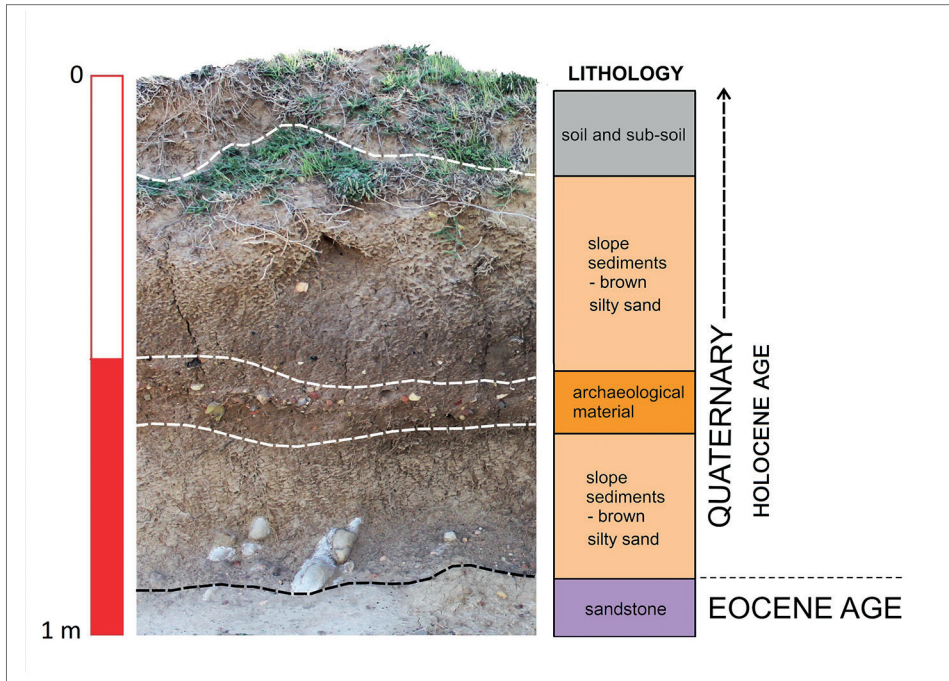 0
1 m
LITHOLOGY
soil and sub-soil
slope
sediments
- brown
silty sand
archaeological
material
slope
sediments
- brown
silty sand
sandstone
QUATERNARY
HOLOCENE AGE
EOCENE AGE